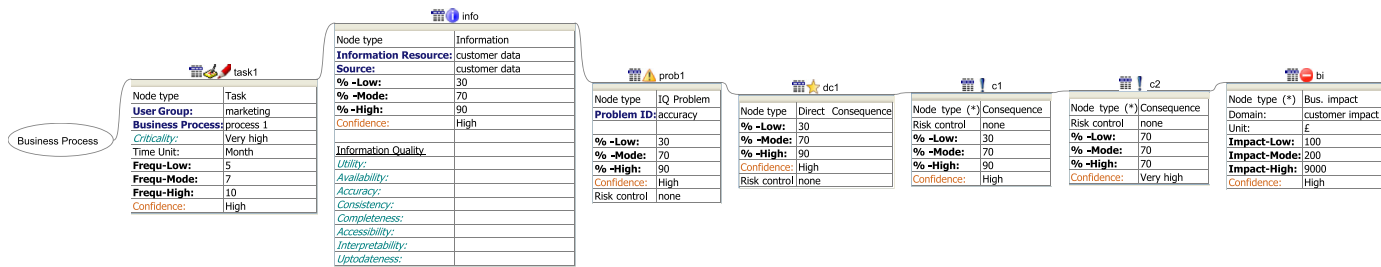 Business Process
task1
Node type Task
User Group: marketing
Business Process: process 1
Criticality: Very high
Time Unit: Month
Frequ-Low: 5
Frequ-Mode: 7
Frequ-High: 10
Confidence: High
info
Node type Information
Information Resource: customer data
Source: customer data
% -Low: 30
% -Mode: 70
% -High: 90
Confidence: High
Information Quality
Utility:
Availability:
Accuracy:
Consistency:
Completeness:
Accessibility:
Interpretability:
Uptodateness:
prob1
Node type IQ Problem
Problem ID: accuracy
% -Low: 30
% -Mode: 70
% -High: 90
Confidence: High
Risk control none
dc1
Node type Direct Consequence
% -Low: 30
% -Mode: 70
% -High: 90
Confidence: High
Risk control none
c1
Node type (*) Consequence
Risk control none
% -Low: 30
% -Mode: 70
% -High: 90
Confidence: High
c2
Node type (*) Consequence
Risk control none
% -Low: 70
% -Mode: 70
% -High: 70
Confidence: Very high
bi
Node type (*) Bus. impact
Domain: customer impact
Unit: £
Impact-Low: 100
Impact-Mode: 200
Impact-High: 9000
Confidence: High